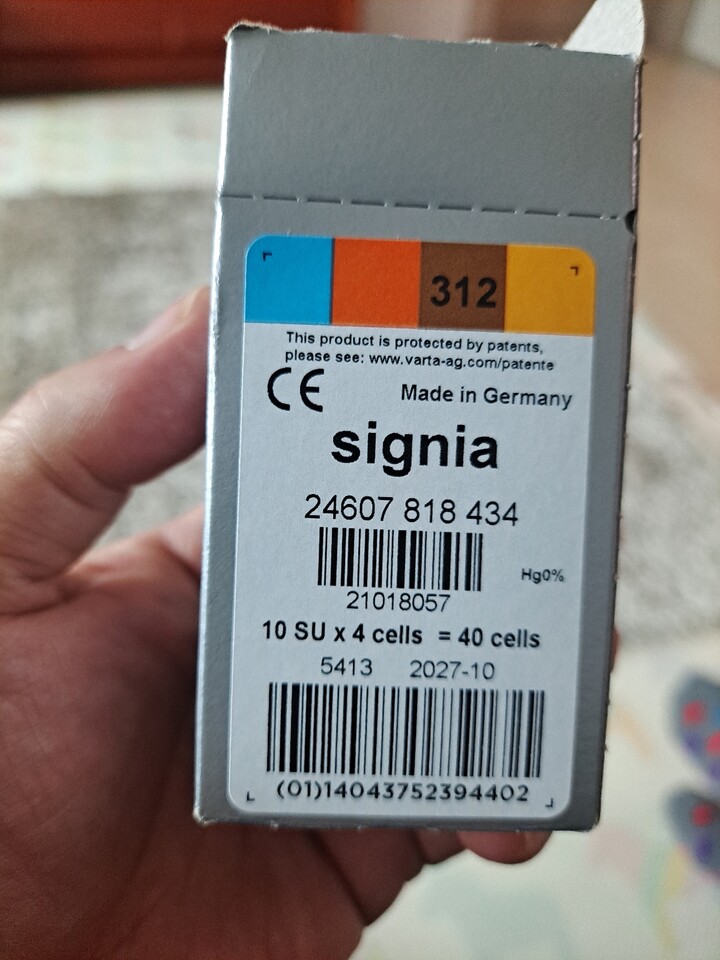 312
This product is protected by patents,
please see: www.varta-ag.com/patente
CE Made in Germany
signia
24607 818 434
Hg0%
21018057
10 SU x 4 cells = 40 cells
5413 2027-10
(01)14043752394402